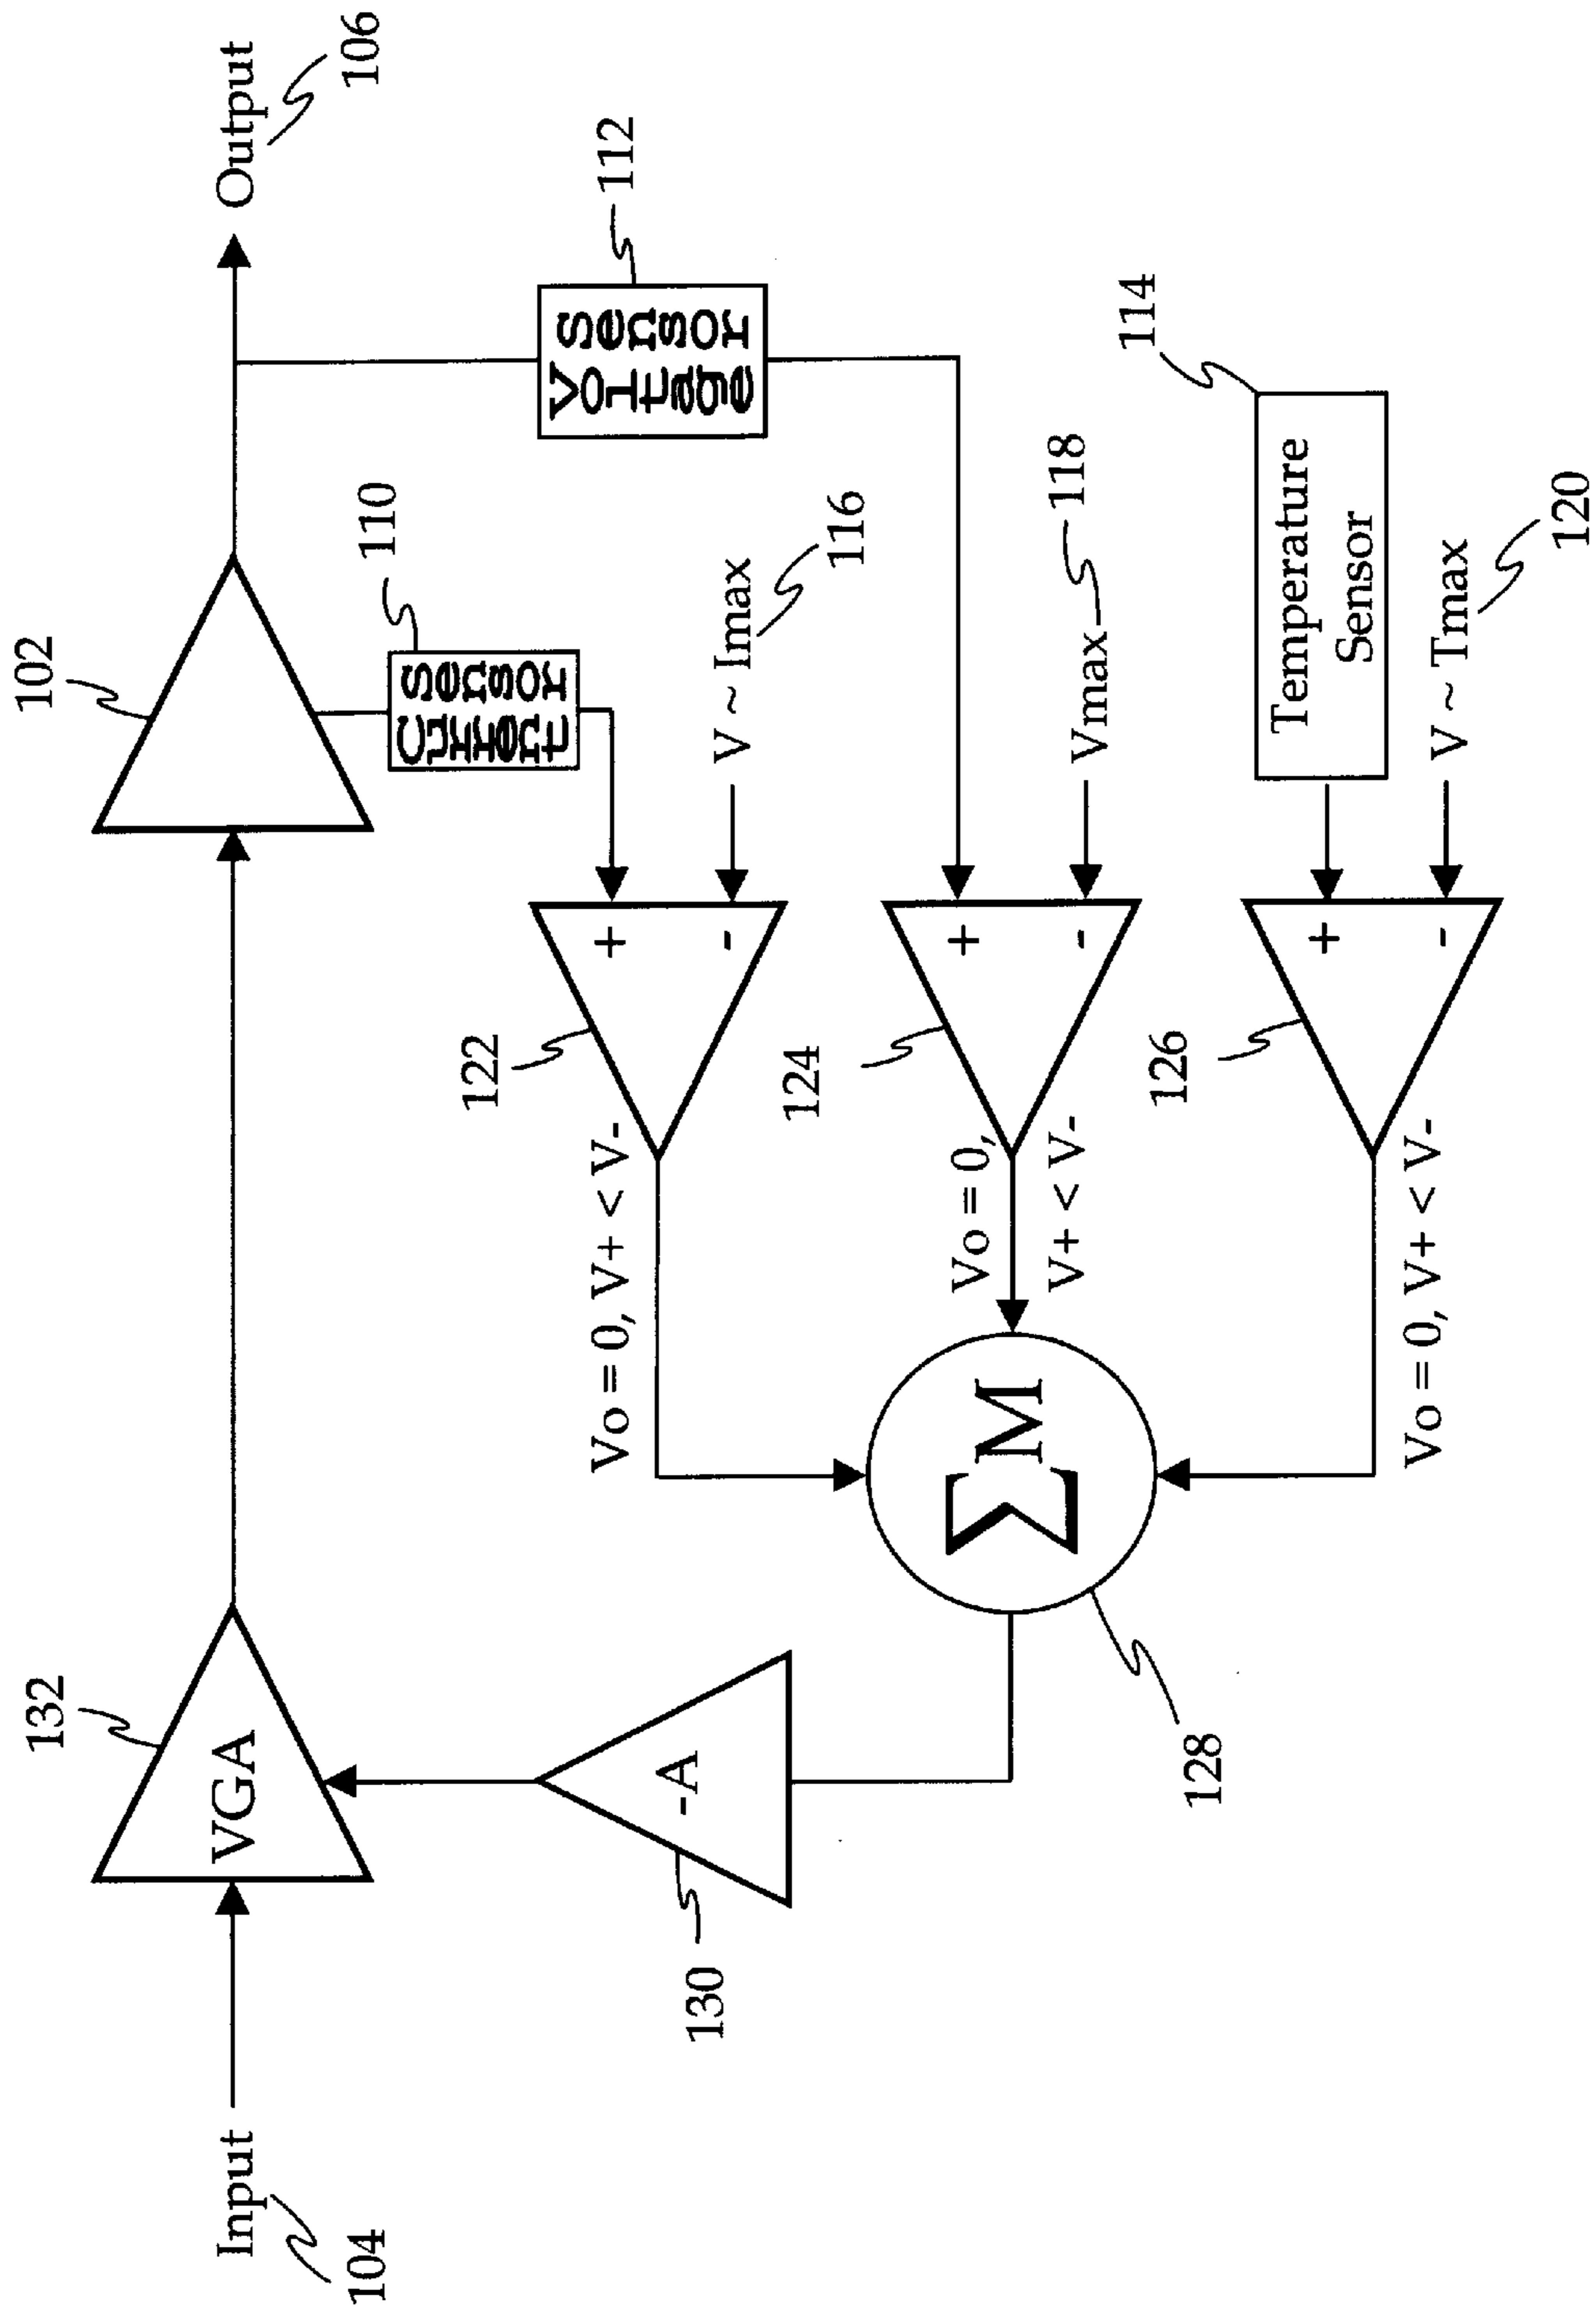 132
102
Output
106
Input
104
VGA
110
Current
Sensor
112
Voltage
Sensor
130
-A
122
+
-
V ~ Imax
116
Vo = 0, V+ < V-
124
+
-
Vmax
118
Vo = 0,
V+ < V-
ΣM
128
114
Temperature
Sensor
126
+
-
V ~ Tmax
120
Vo = 0, V+ < V-